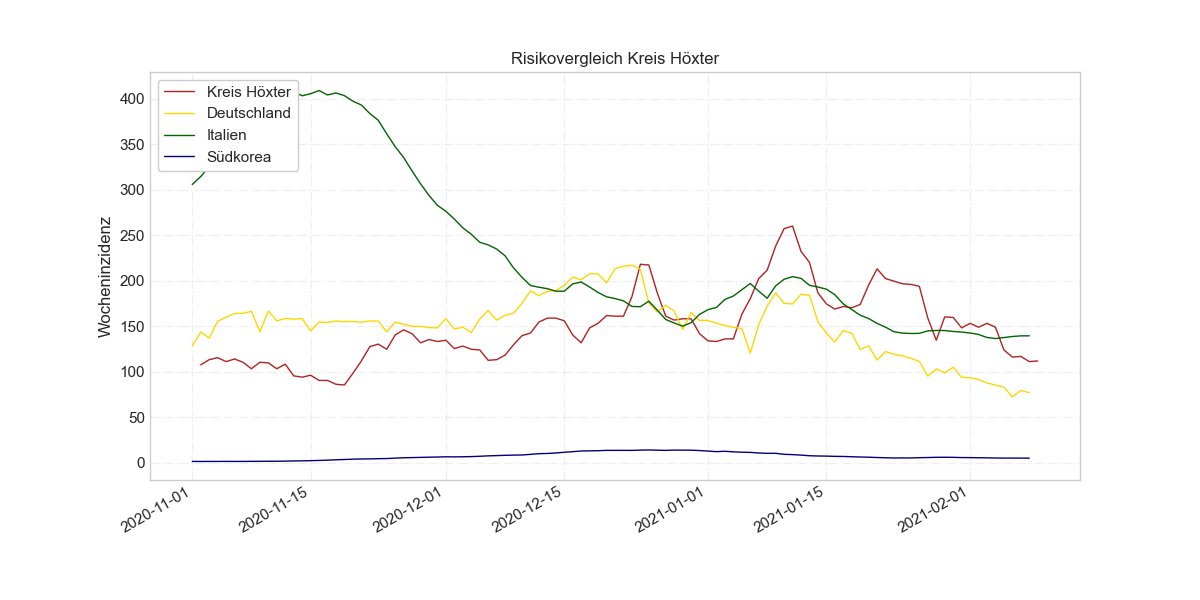 Risikovergleich Kreis Höxter
Kreis Höxter
Deutschland
Italien
Südkorea
Wocheninzidenz
400
350
300
250
200
150
100
50
0
2020-11-01
2020-11-15
2020-12-01
2020-12-15
2021-01-01
2021-01-15
2021-02-01